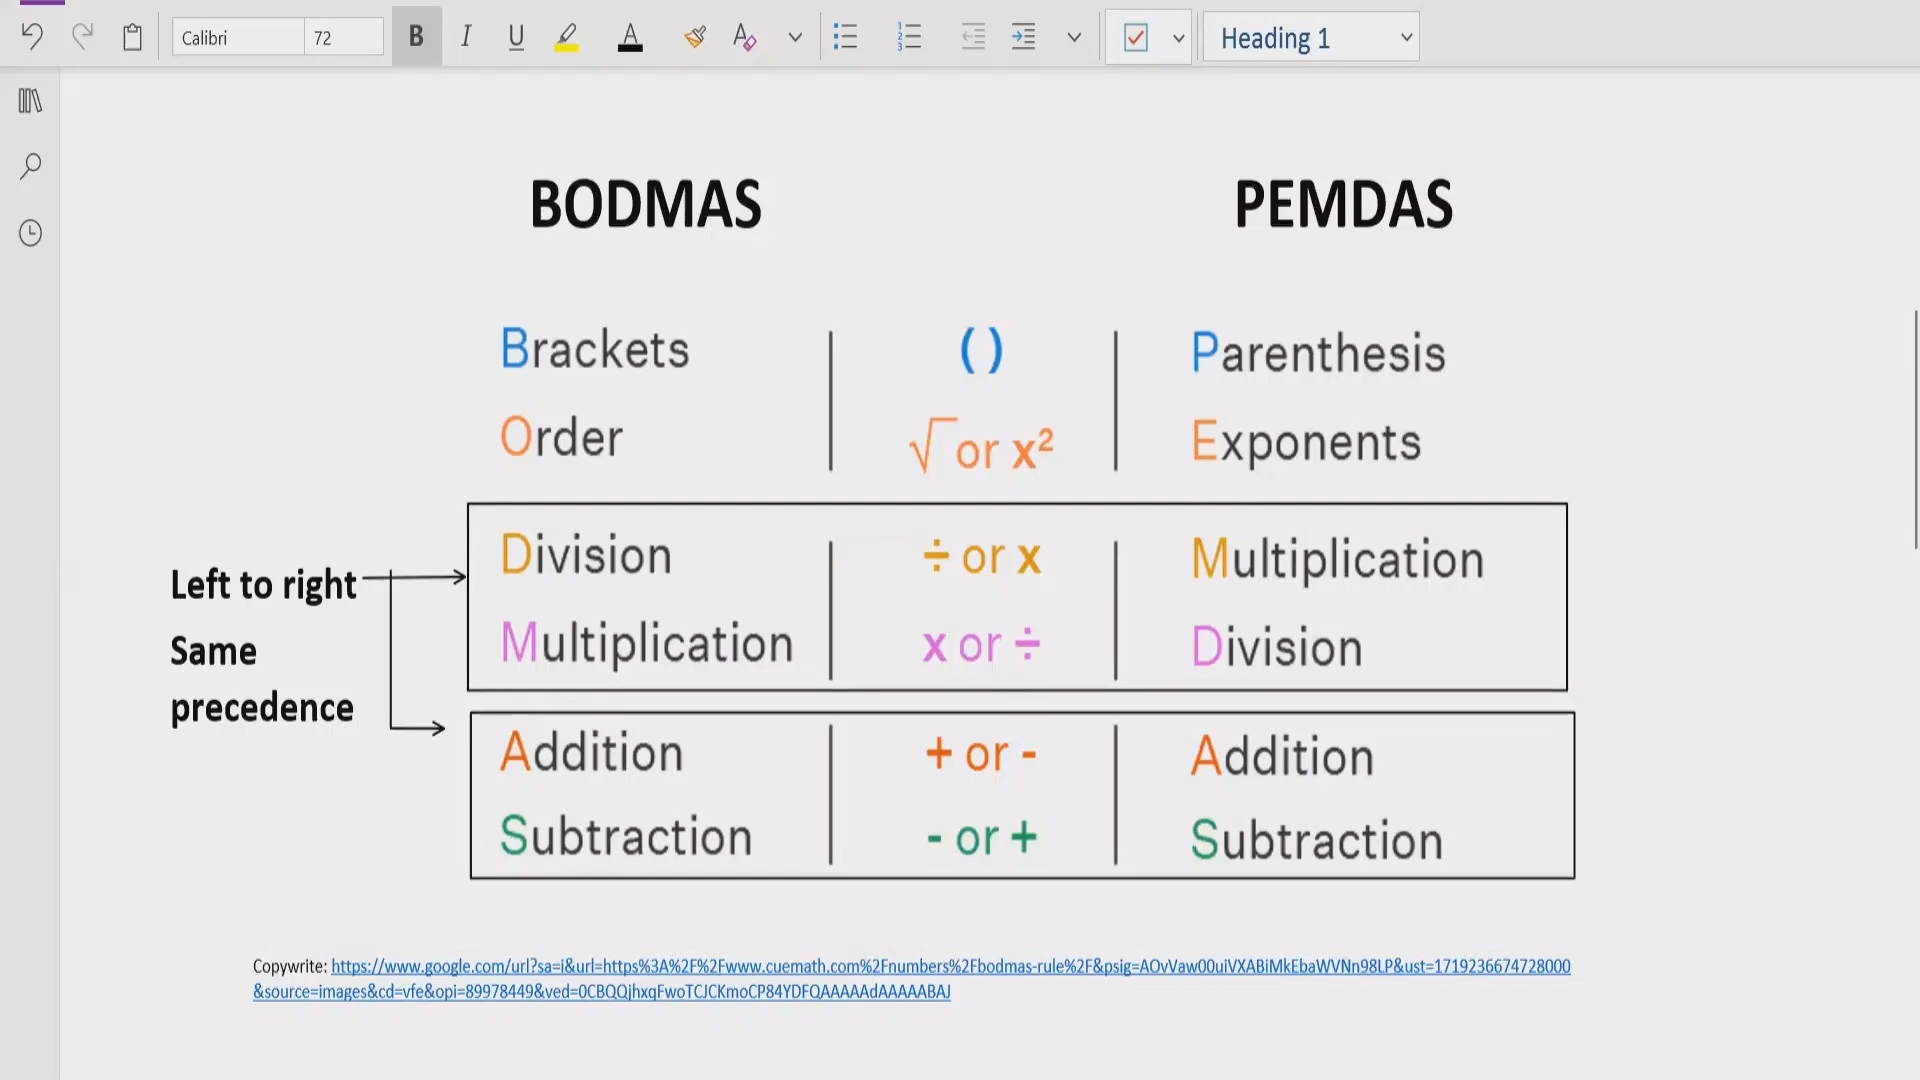 Calibri 72 B I U A A Heading 1
BODMAS PEMDAS
Brackets ( ) Parenthesis
Order √ or x² Exponents
Division ÷ or x Multiplication
Left to right
Multiplication x or ÷ Division
Same
precedence
Addition + or - Addition
Subtraction - or + Subtraction
Copywrite: https://www.google.com/url?sa=i&url=https%3A%2F%2Fwww.cuemath.com%2Fnumbers%2Fbodmas-rule%2F&psig=AOvVaw00uiVXABiMkEbaWVNn98LP&ust=1719236674728000
&source=images&cd=vfe&opi=89978449&ved=0CBQQjhxqFwoTCJCKmoCP84YDFQAAAAAdAAAAABAJ